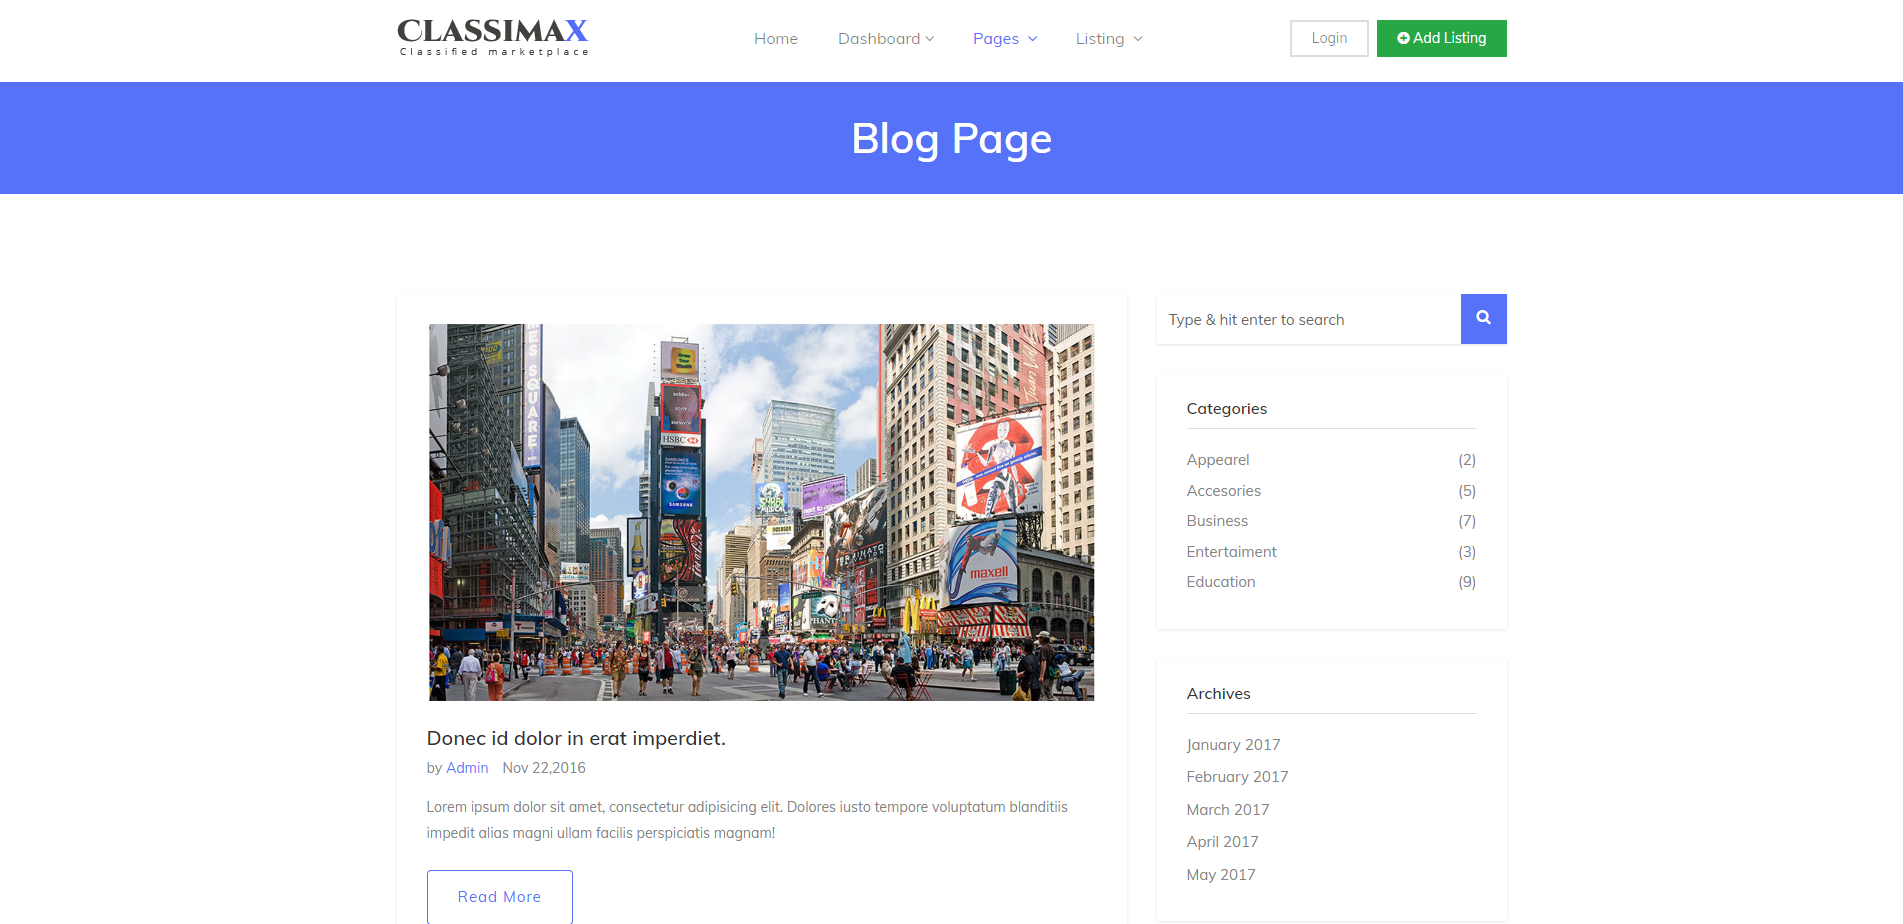 CLASSIMAX
Classified marketplace
Home
Dashboard
Pages
Listing
Login
Add Listing
Blog Page
Type & hit enter to search
HSBC
SAMSUNG
maxell
Categories
Appearel (2)
Accesories (5)
Business (7)
Entertaiment (3)
Education (9)
Archives
January 2017
February 2017
March 2017
April 2017
May 2017
Donec id dolor in erat imperdiet.
by Admin Nov 22,2016
Lorem ipsum dolor sit amet, consectetur adipisicing elit. Dolores iusto tempore voluptatum blanditiis
impedit alias magni ullam facilis perspiciatis magnam!
Read More